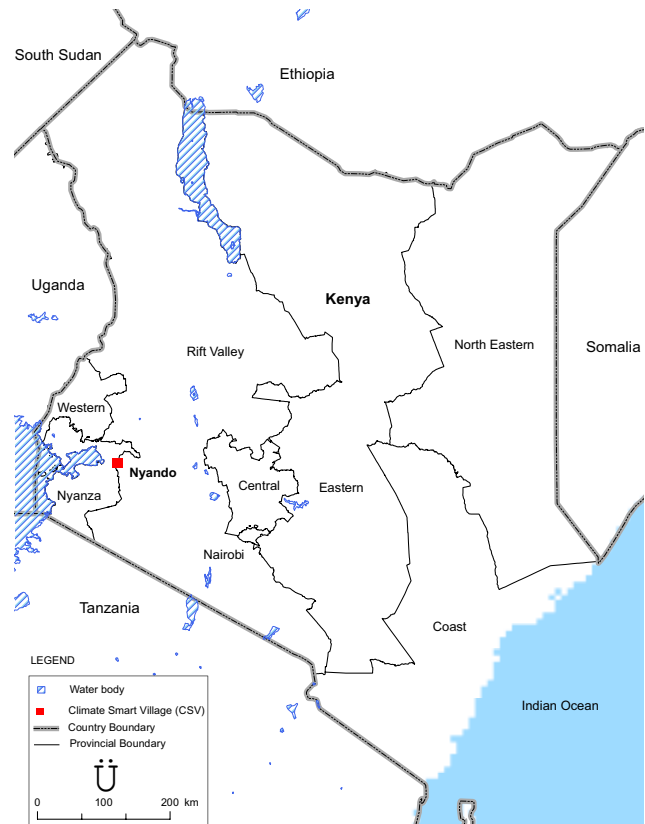 South Sudan
Ethiopia
Uganda
Kenya
Rift Valley
North Eastern
Somalia
Western
Nyando
Nyanza
Central
Eastern
Nairobi
Tanzania
Coast
Indian Ocean
LEGEND
Water body
Climate Smart Village (CSV)
Country Boundary
Provincial Boundary
Ü
0 100 200 km